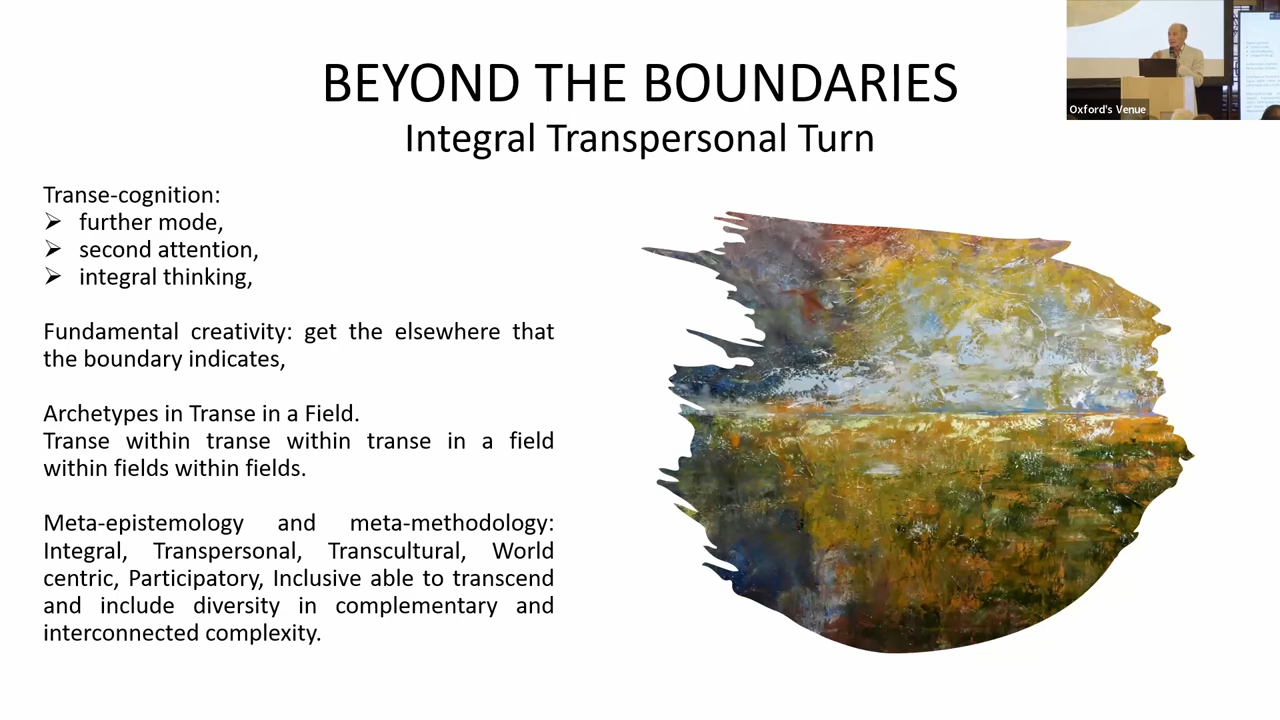 BEYOND THE BOUNDARIES
Integral Transpersonal Turn
Oxford's Venue
Transe-cognition:
➢ further mode,
➢ second attention,
➢ integral thinking,
Fundamental creativity: get the elsewhere that
the boundary indicates,
Archetypes in Transe in a Field.
Transe within transe within transe in a field
within fields within fields.
Meta-epistemology and meta-methodology:
Integral, Transpersonal, Transcultural, World
centric, Participatory, Inclusive able to transcend
and include diversity in complementary and
interconnected complexity.